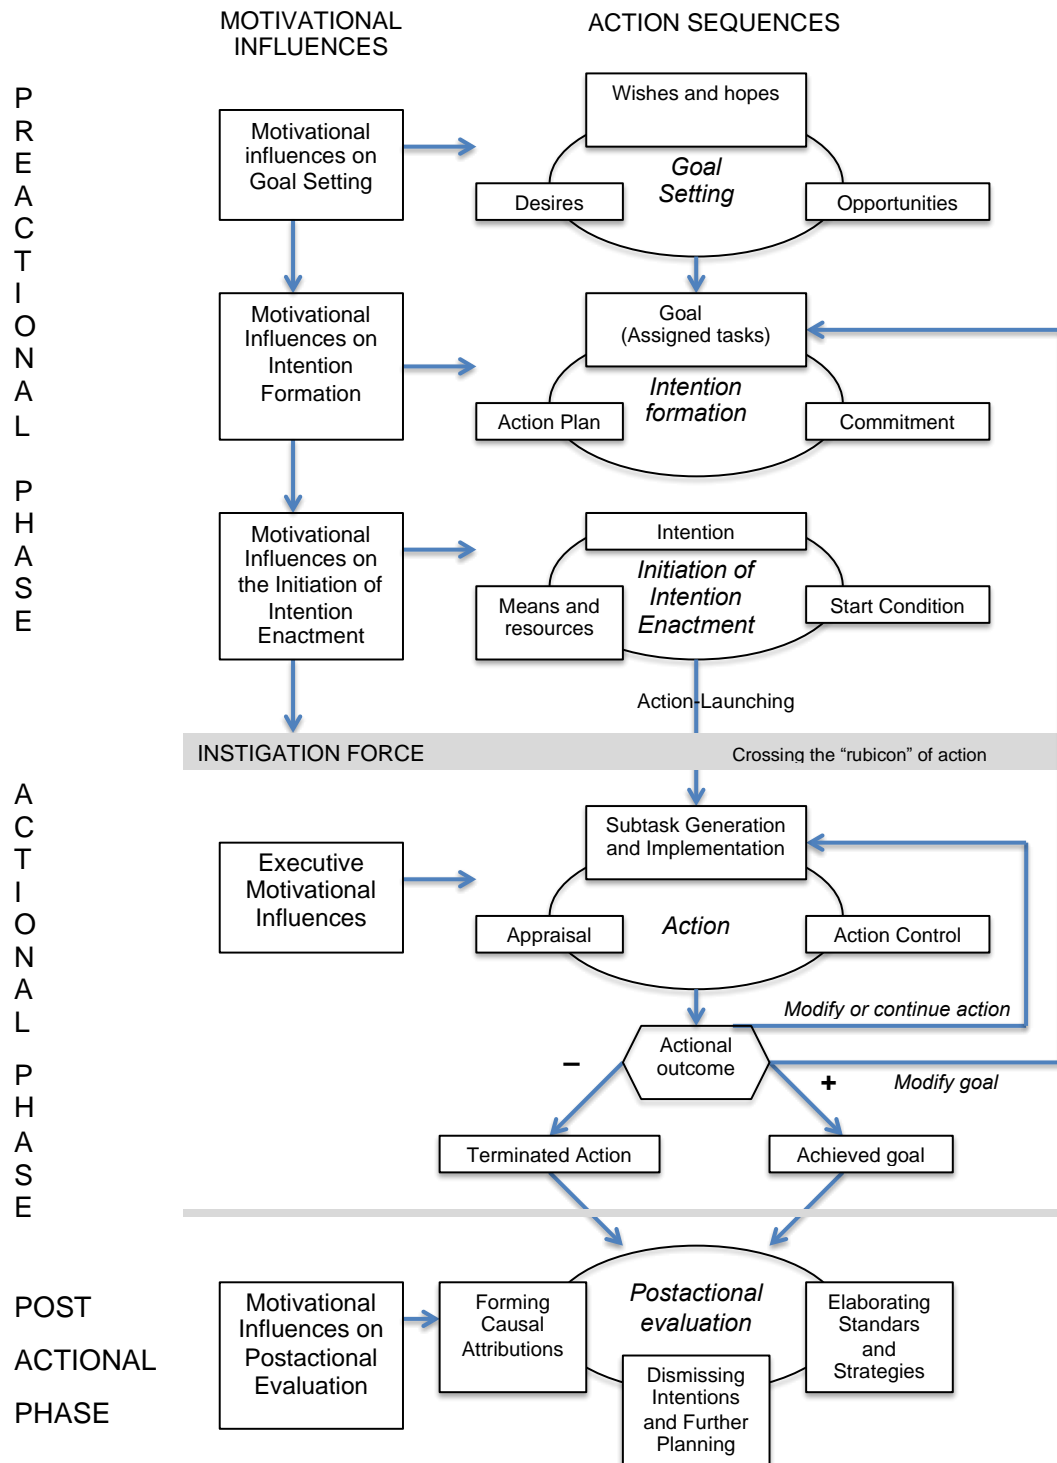 MOTIVATIONAL
INFLUENCES
ACTION SEQUENCES
PREACTIONAL PHASE
Motivational
influences on
Goal Setting
Wishes and hopes
Goal
Setting
Desires
Opportunities
Motivational
Influences on
Intention
Formation
Goal
(Assigned tasks)
Intention
formation
Action Plan
Commitment
Motivational
Influences on
the Initiation of
Intention
Enactment
Intention
Initiation of
Intention
Enactment
Means and
resources
Start Condition
Action-Launching
INSTIGATION FORCE
Crossing the “rubicon” of action
ACTIONAL PHASE
Executive
Motivational
Influences
Subtask Generation
and Implementation
Action
Appraisal
Action Control
Modify or continue action
Actional
outcome
–
+
Modify goal
Terminated Action
Achieved goal
POST
ACTIONAL
PHASE
Motivational
Influences on
Postactional
Evaluation
Forming
Causal
Attributions
Postactional
evaluation
Elaborating
Standars
and
Strategies
Dismissing
Intentions
and Further
Planning